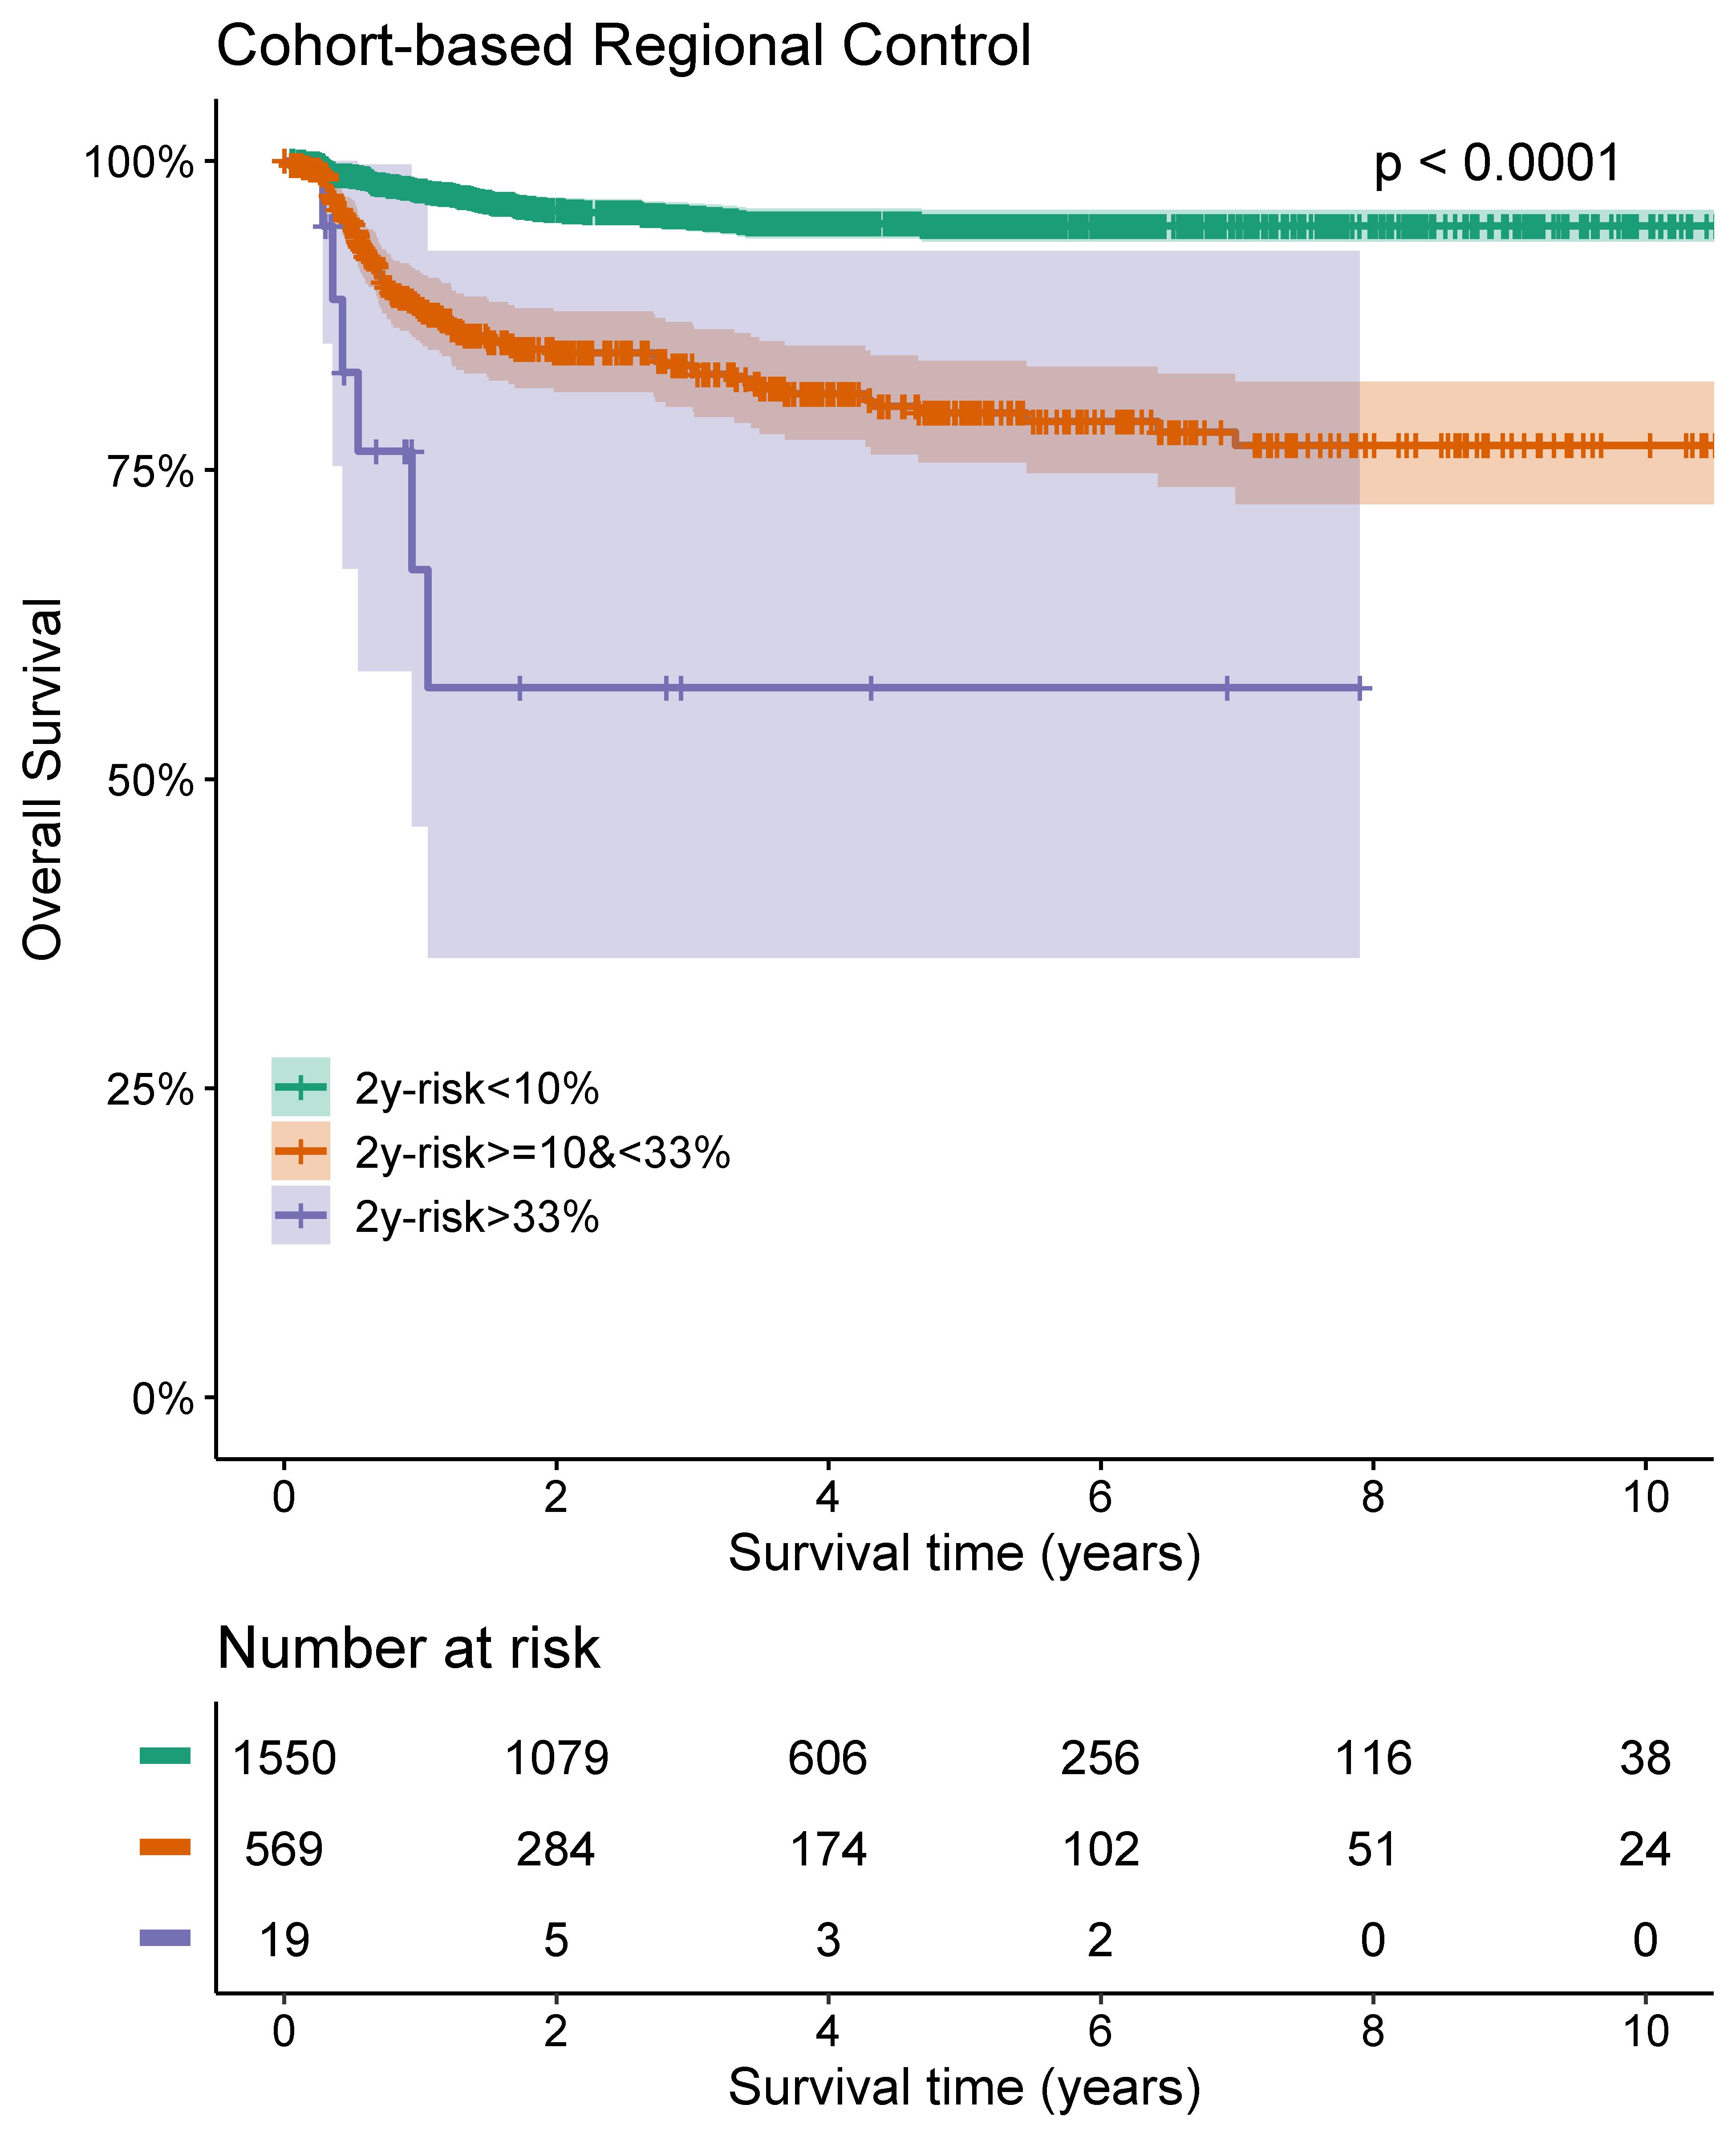 Cohort-based Regional Control
p < 0.0001
100%
75%
50%
25%
0%
Overall Survival
2y-risk<10%
2y-risk>=10&<33%
2y-risk>33%
0 2 4 6 8 10
Survival time (years)
Number at risk
1550 1079 606 256 116 38
569 284 174 102 51 24
19 5 3 2 0 0
0 2 4 6 8 10
Survival time (years)